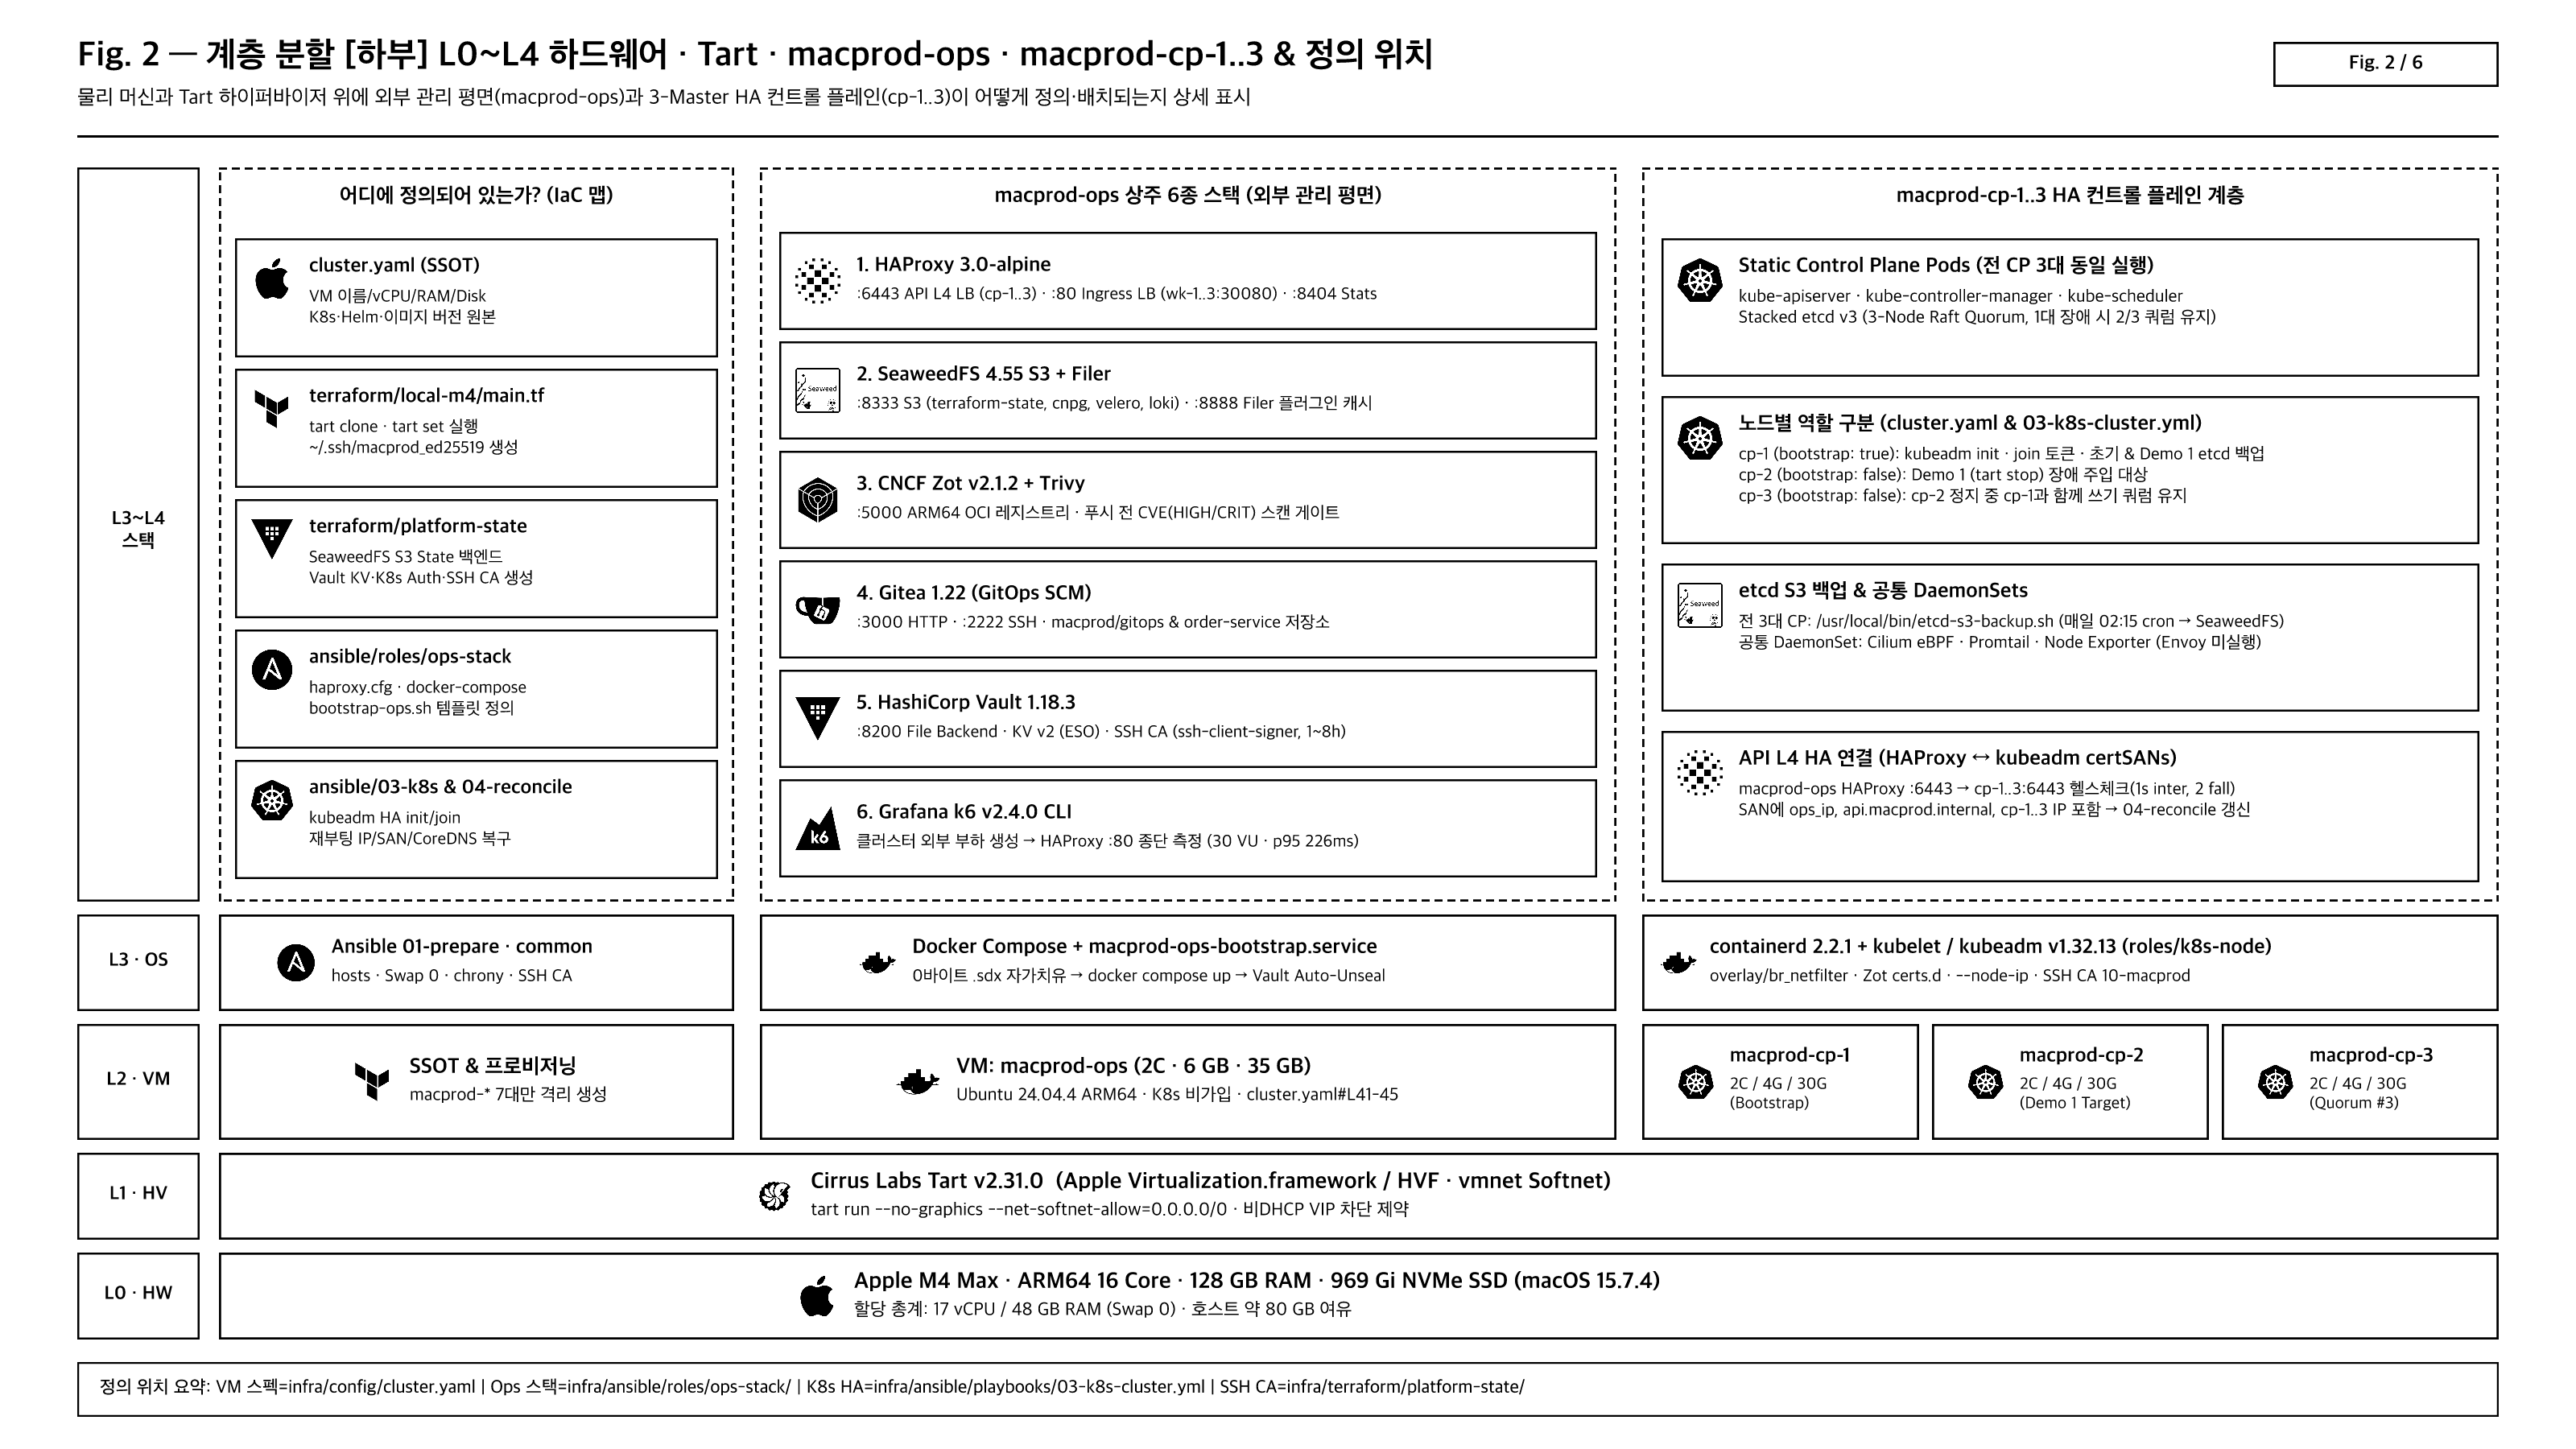 Fig. 2 — 계층 분할 [하부] L0~L4 하드웨어 · Tart · macprod-ops · macprod-cp-1..3 & 정의 위치
Fig. 2 / 6
물리 머신과 Tart 하이퍼바이저 위에 외부 관리 평면(macprod-ops)과 3-Master HA 컨트롤 플레인(cp-1..3)이 어떻게 정의·배치되는지 상세 표시
L3~L4
스택
어디에 정의되어 있는가? (IaC 맵)
cluster.yaml (SSOT)
VM 이름/vCPU/RAM/Disk
K8s·Helm·이미지 버전 원본
terraform/local-m4/main.tf
tart clone · tart set 실행
~/.ssh/macprod_ed25519 생성
terraform/platform-state
SeaweedFS S3 State 백엔드
Vault KV·K8s Auth·SSH CA 생성
ansible/roles/ops-stack
haproxy.cfg · docker-compose
bootstrap-ops.sh 템플릿 정의
ansible/03-k8s & 04-reconcile
kubeadm HA init/join
재부팅 IP/SAN/CoreDNS 복구
macprod-ops 상주 6종 스택 (외부 관리 평면)
1. HAProxy 3.0-alpine
:6443 API L4 LB (cp-1..3) · :80 Ingress LB (wk-1..3:30080) · :8404 Stats
Seaweed
2. SeaweedFS 4.55 S3 + Filer
:8333 S3 (terraform-state, cnpg, velero, loki) · :8888 Filer 플러그인 캐시
3. CNCF Zot v2.1.2 + Trivy
:5000 ARM64 OCI 레지스트리 · 푸시 전 CVE(HIGH/CRIT) 스캔 게이트
4. Gitea 1.22 (GitOps SCM)
:3000 HTTP · :2222 SSH · macprod/gitops & order-service 저장소
5. HashiCorp Vault 1.18.3
:8200 File Backend · KV v2 (ESO) · SSH CA (ssh-client-signer, 1~8h)
k6
6. Grafana k6 v2.4.0 CLI
클러스터 외부 부하 생성 → HAProxy :80 종단 측정 (30 VU · p95 226ms)
macprod-cp-1..3 HA 컨트롤 플레인 계층
Static Control Plane Pods (전 CP 3대 동일 실행)
kube-apiserver · kube-controller-manager · kube-scheduler
Stacked etcd v3 (3-Node Raft Quorum, 1대 장애 시 2/3 쿼럼 유지)
노드별 역할 구분 (cluster.yaml & 03-k8s-cluster.yml)
cp-1 (bootstrap: true): kubeadm init · join 토큰 · 초기 & Demo 1 etcd 백업
cp-2 (bootstrap: false): Demo 1 (tart stop) 장애 주입 대상
cp-3 (bootstrap: false): cp-2 정지 중 cp-1과 함께 쓰기 쿼럼 유지
Seaweed
etcd S3 백업 & 공통 DaemonSets
전 3대 CP: /usr/local/bin/etcd-s3-backup.sh (매일 02:15 cron → SeaweedFS)
공통 DaemonSet: Cilium eBPF · Promtail · Node Exporter (Envoy 미실행)
API L4 HA 연결 (HAProxy ↔ kubeadm certSANs)
macprod-ops HAProxy :6443 → cp-1..3:6443 헬스체크(1s inter, 2 fall)
SAN에 ops_ip, api.macprod.internal, cp-1..3 IP 포함 → 04-reconcile 갱신
L3 · OS
Ansible 01-prepare · common
hosts · Swap 0 · chrony · SSH CA
Docker Compose + macprod-ops-bootstrap.service
0바이트 .sdx 자가치유 → docker compose up → Vault Auto-Unseal
containerd 2.2.1 + kubelet / kubeadm v1.32.13 (roles/k8s-node)
overlay/br_netfilter · Zot certs.d · --node-ip · SSH CA 10-macprod
L2 · VM
SSOT & 프로비저닝
macprod-* 7대만 격리 생성
VM: macprod-ops (2C · 6 GB · 35 GB)
Ubuntu 24.04.4 ARM64 · K8s 비가입 · cluster.yaml#L41-45
macprod-cp-1
2C / 4G / 30G
(Bootstrap)
macprod-cp-2
2C / 4G / 30G
(Demo 1 Target)
macprod-cp-3
2C / 4G / 30G
(Quorum #3)
L1 · HV
Cirrus Labs Tart v2.31.0 (Apple Virtualization.framework / HVF · vmnet Softnet)
tart run --no-graphics --net-softnet-allow=0.0.0.0/0 · 비DHCP VIP 차단 제약
L0 · HW
Apple M4 Max · ARM64 16 Core · 128 GB RAM · 969 Gi NVMe SSD (macOS 15.7.4)
할당 총계: 17 vCPU / 48 GB RAM (Swap 0) · 호스트 약 80 GB 여유
정의 위치 요약: VM 스펙=infra/config/cluster.yaml | Ops 스택=infra/ansible/roles/ops-stack/ | K8s HA=infra/ansible/playbooks/03-k8s-cluster.yml | SSH CA=infra/terraform/platform-state/